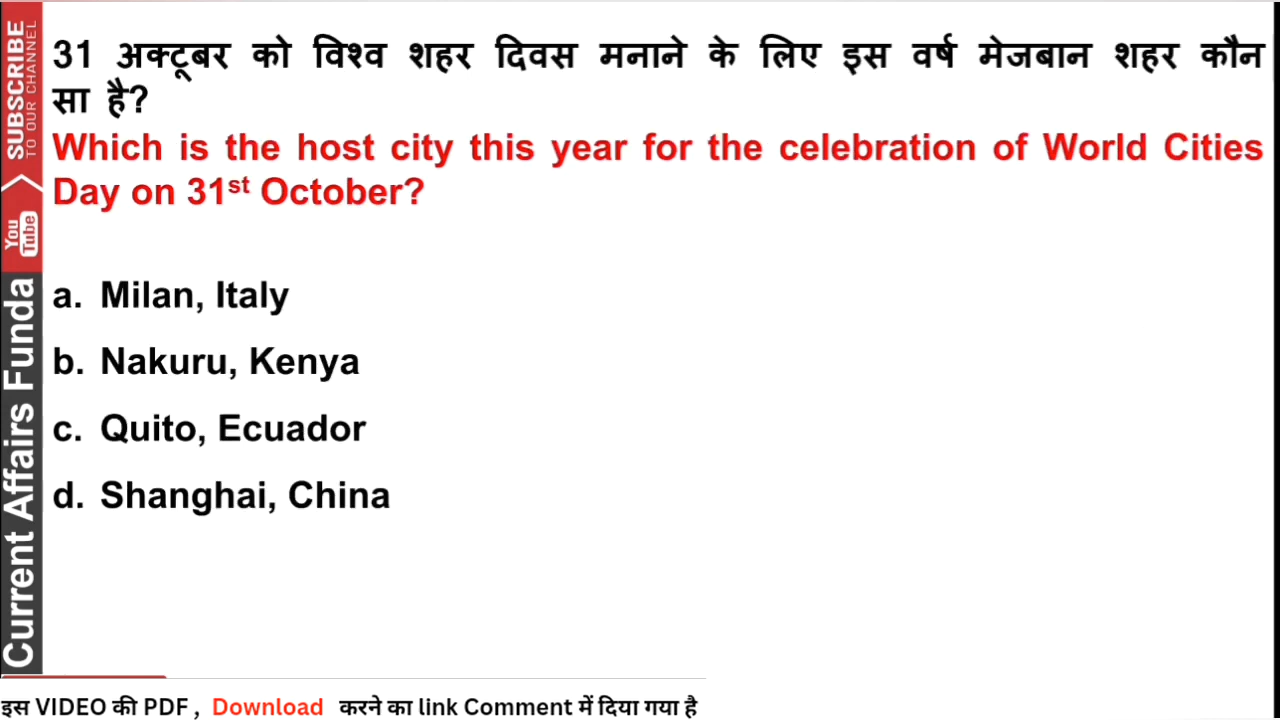 31 अक्टूबर को विश्व शहर दिवस मनाने के लिए इस वर्ष मेजबान शहर कौन
सा है?
Which is the host city this year for the celebration of World Cities
Day on 31st October?
a. Milan, Italy
b. Nakuru, Kenya
c. Quito, Ecuador
d. Shanghai, China
SUBSCRIBE
TO OUR CHANNEL
You
Tube
Current Affairs Funda
इस VIDEO की PDF , Download करने का link Comment में दिया गया है